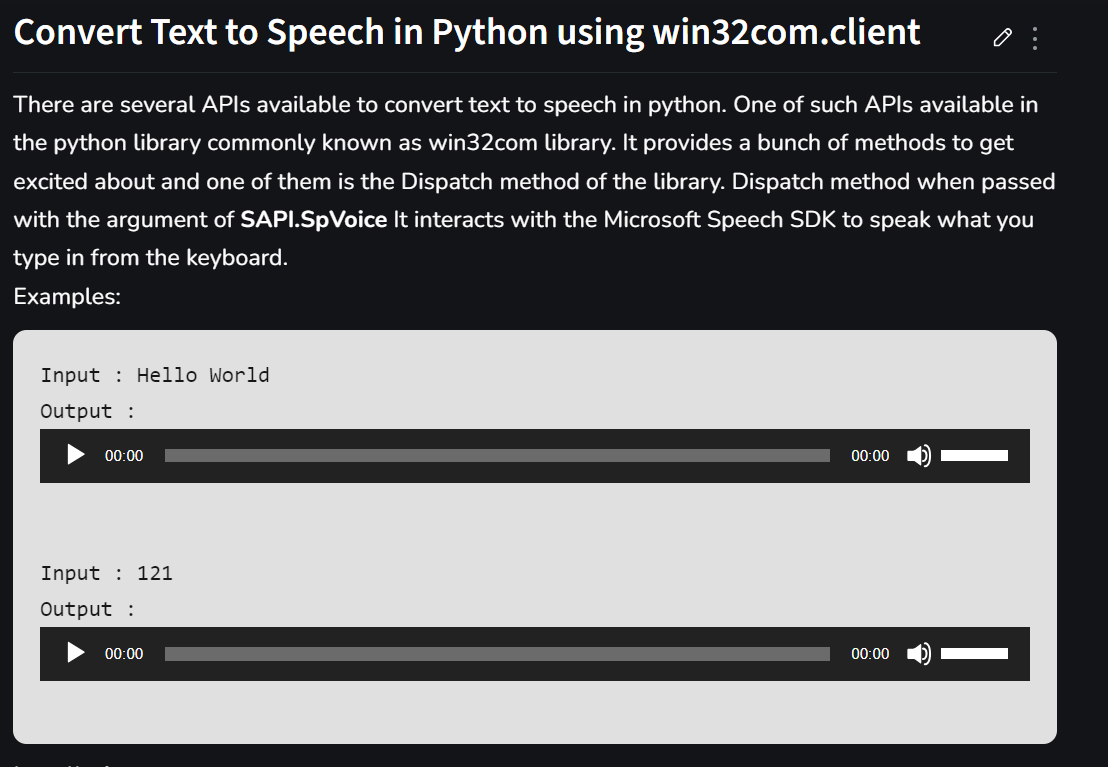 Convert Text to Speech in Python using win32com.client
There are several APIs available to convert text to speech in python. One of such APIs available in
the python library commonly known as win32com library. It provides a bunch of methods to get
excited about and one of them is the Dispatch method of the library. Dispatch method when passed
with the argument of SAPI.SpVoice It interacts with the Microsoft Speech SDK to speak what you
type in from the keyboard.
Examples:
Input : Hello World
Output :
00:00 00:00
Input : 121
Output :
00:00 00:00